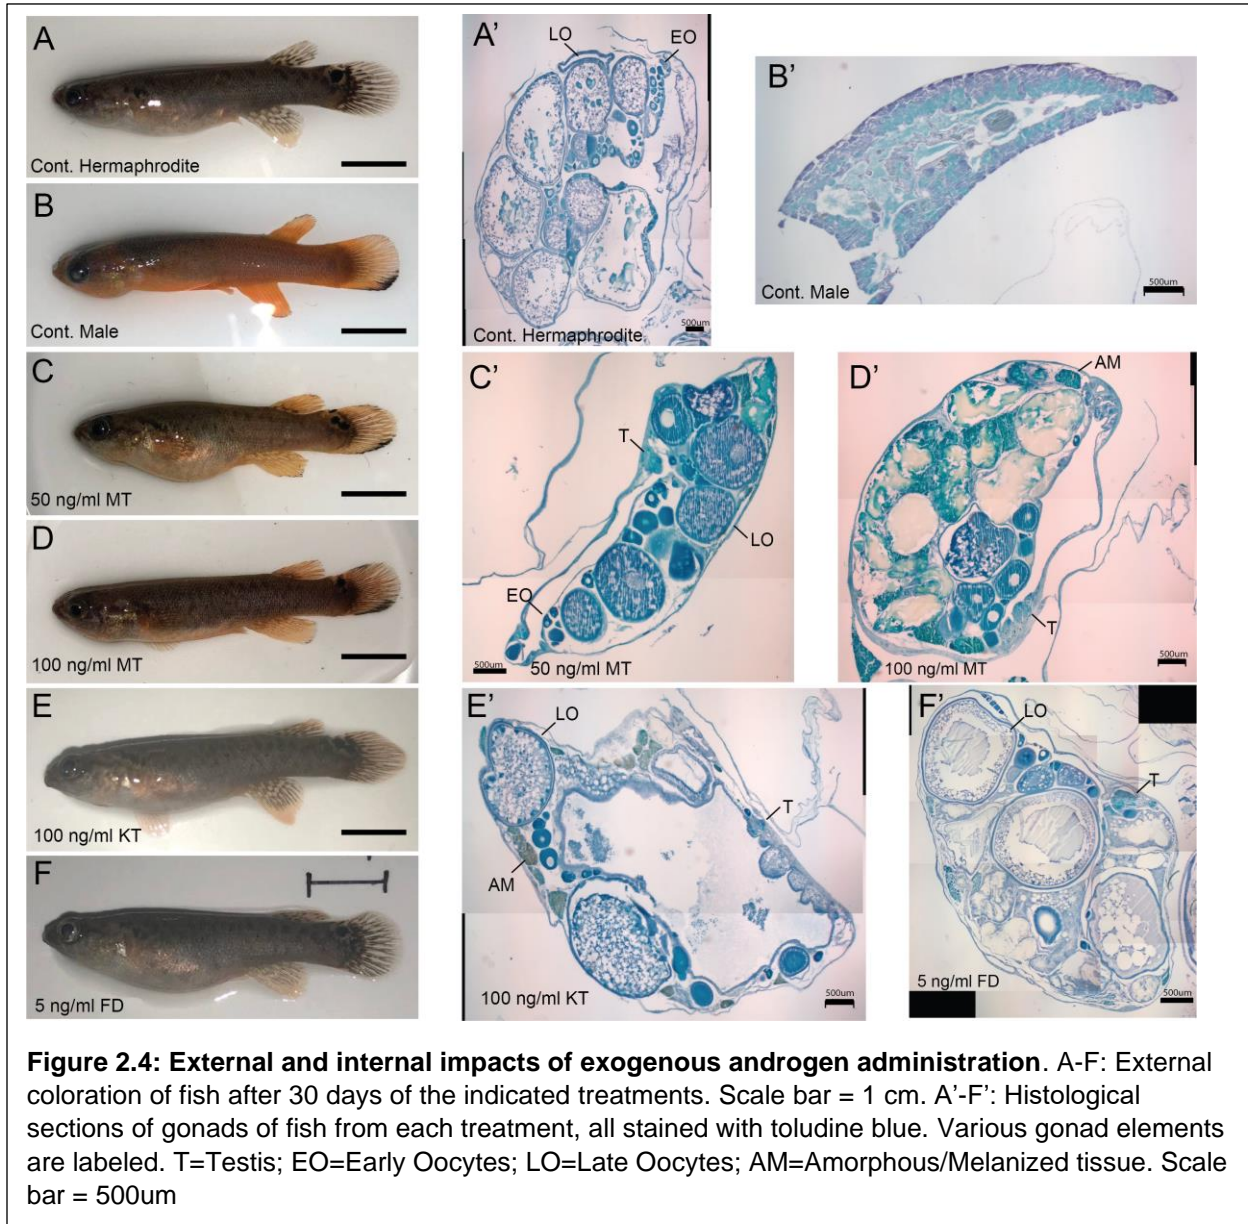 A
Cont. Hermaphrodite
B
Cont. Male
C
50 ng/ml MT
D
100 ng/ml MT
E
100 ng/ml KT
F
5 ng/ml FD
A’
LO
EO
500um
Cont. Hermaphrodite
B’
500um
Cont. Male
C’
T
LO
EO
500um
50 ng/ml MT
D’
AM
T
100 ng/ml MT
500um
E’
LO
T
AM
100 ng/ml KT
500um
F’
LO
T
5 ng/ml FD
500um
Figure 2.4: External and internal impacts of exogenous androgen administration. A-F: External
coloration of fish after 30 days of the indicated treatments. Scale bar = 1 cm. A’-F’: Histological
sections of gonads of fish from each treatment, all stained with toludine blue. Various gonad elements
are labeled. T=Testis; EO=Early Oocytes; LO=Late Oocytes; AM=Amorphous/Melanized tissue. Scale
bar = 500um